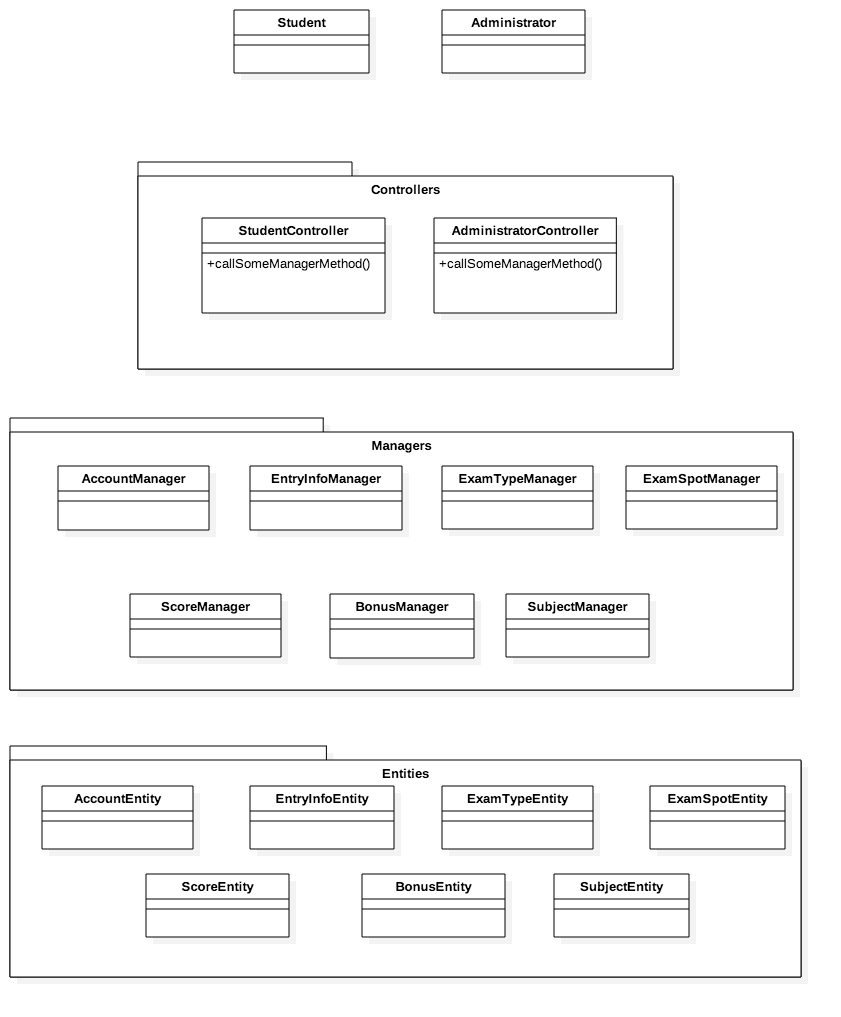 Student
Administrator
Controllers
StudentController
AdministratorController
+callSomeManagerMethod()
+callSomeManagerMethod()
Managers
AccountManager
EntryInfoManager
ExamTypeManager
ExamSpotManager
ScoreManager
BonusManager
SubjectManager
Entities
AccountEntity
EntryInfoEntity
ExamTypeEntity
ExamSpotEntity
ScoreEntity
BonusEntity
SubjectEntity